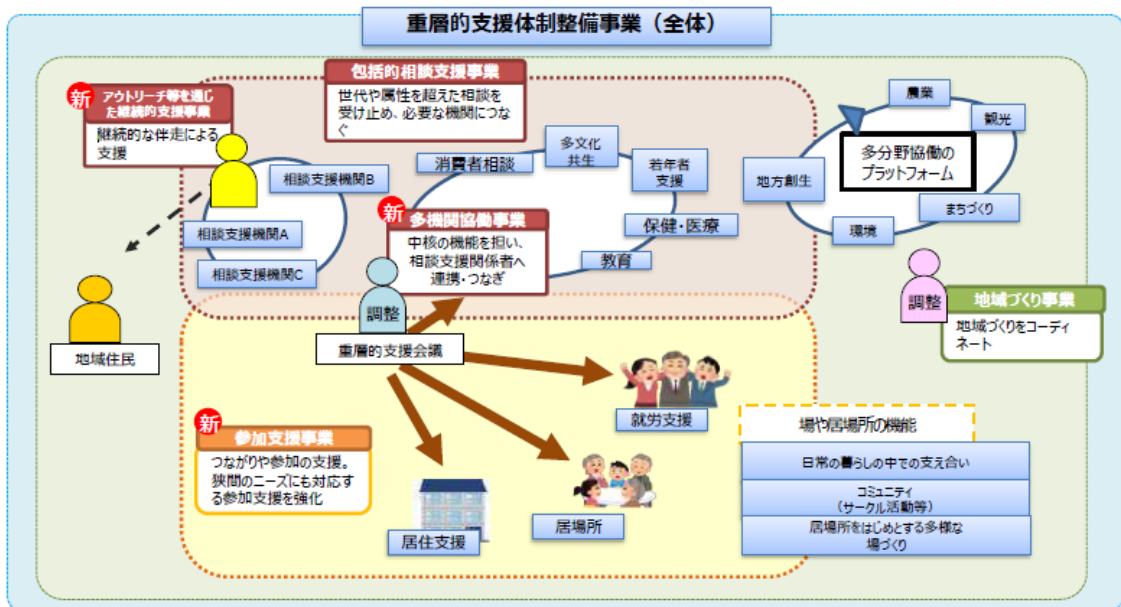 重層的支援体制整備事業（全体）
新
アウトリーチ等を通じ
た継続的支援事業
継続的な伴走による
支援
包括的相談支援事業
世代や属性を超えた相談を
受け止め、必要な機関につな
ぐ
相談支援機関B
相談支援機関A
相談支援機関C
消費者相談
多文化
共生
若年者
支援
保健・医療
教育
新
多機関協働事業
中核の機能を担い、
相談支援関係者へ
連携・つなぎ
農業
観光
多分野協働の
プラットフォーム
地方創生
まちづくり
環境
調整
地域づくり事業
地域づくりをコーディ
ネート
地域住民
調整
重層的支援会議
就労支援
新
参加支援事業
つながりや参加の支援。
狭間のニーズにも対応す
る参加支援を強化
居住支援
居場所
場や居場所の機能
日常の暮らしの中での支え合い
コミュニティ
（サークル活動等）
居場所をはじめとする多様な
場づくり